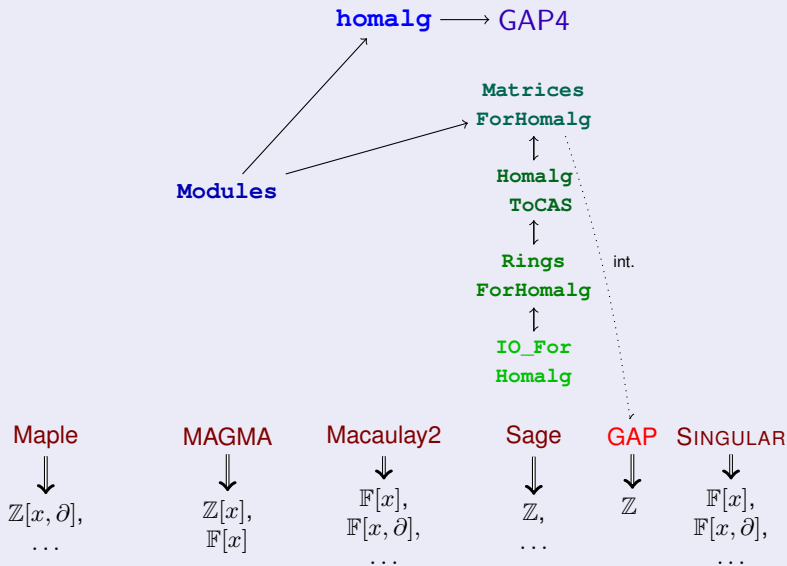 homalg GAP4
Matrices
ForHomalg
Modules
Homalg
ToCAS
Rings
ForHomalg
int.
IO_For
Homalg
Maple MAGMA Macaulay2 Sage GAP SINGULAR
ℤ[x, ∂], ℤ[x], 𝔽[x], ℤ, ℤ 𝔽[x],
... 𝔽[x] 𝔽[x, ∂], ... 𝔽[x, ∂],
... ...